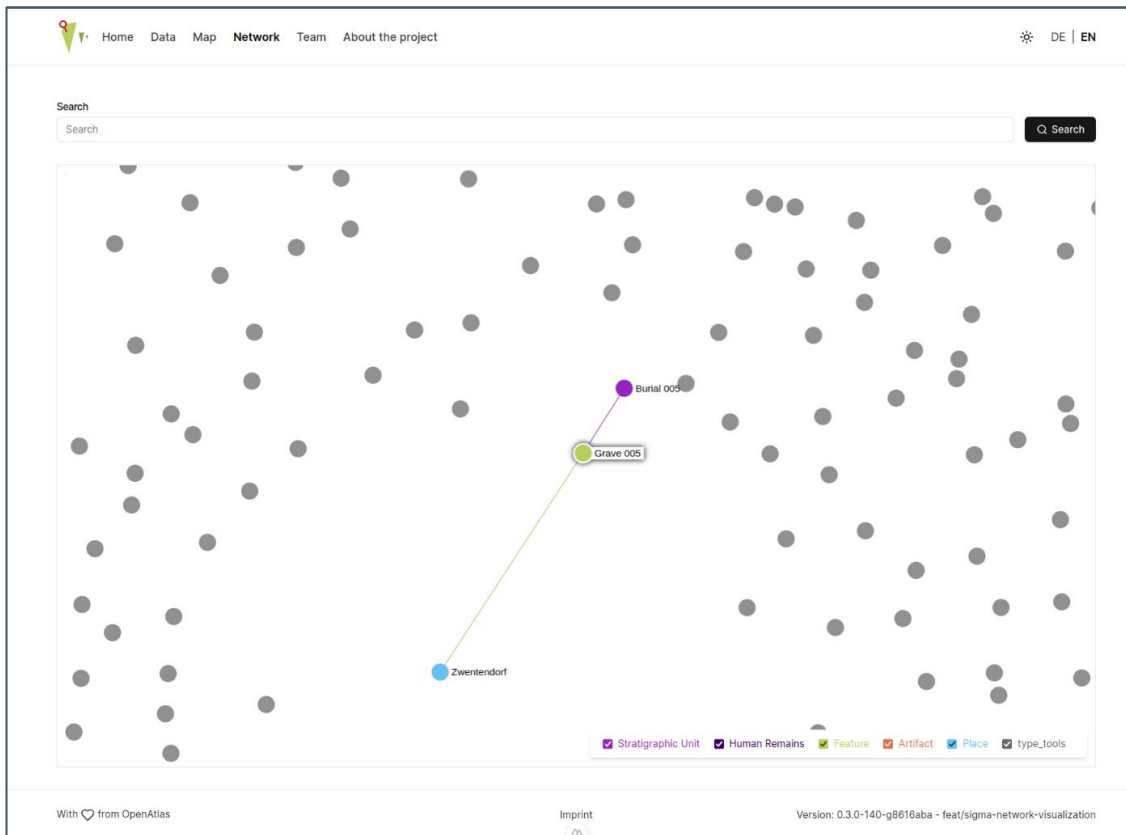 Home Data Map Network Team About the project DE | EN
Search
Search Search
Burial 005
Grave 005
Zwentendorf
Stratigraphic Unit Human Remains Feature Artifact Place type_tools
With from OpenAtlas Imprint Version: 0.3.0-140-g8616aba - feat/sigma-network-visualization